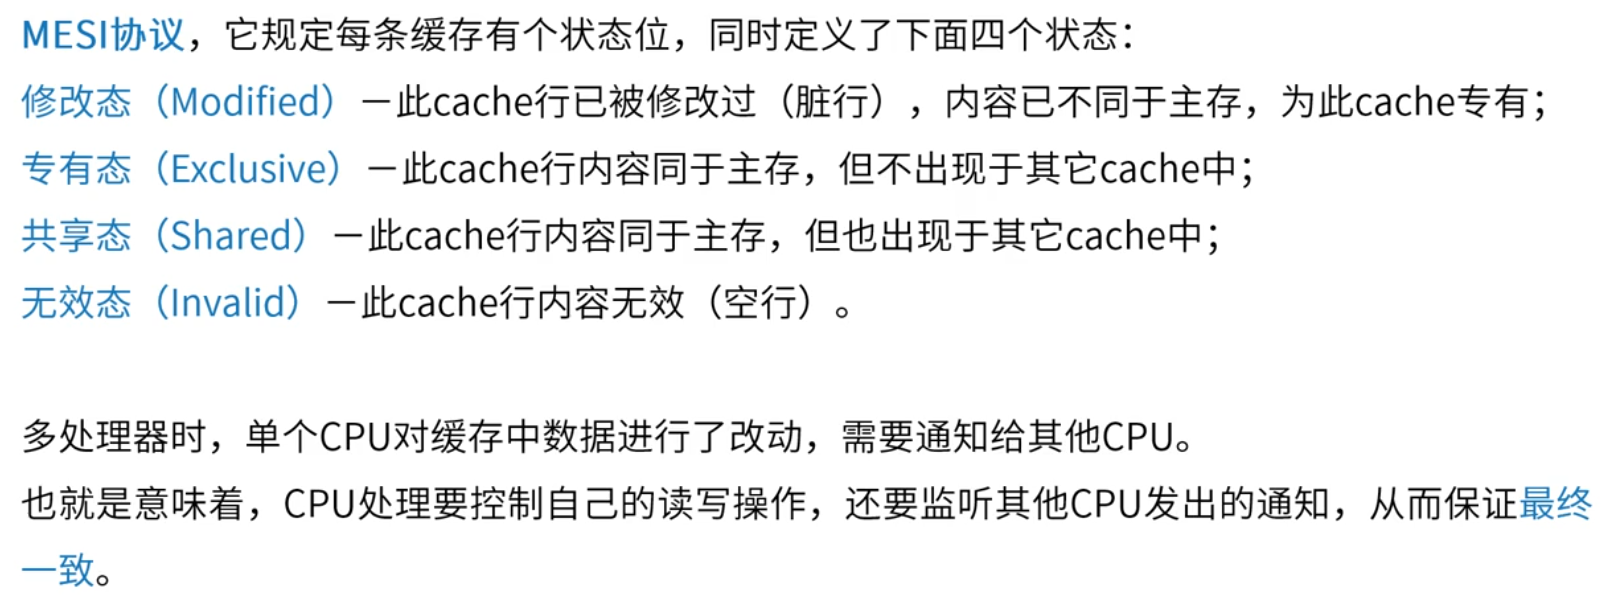 MESI协议，它规定每条缓存有个状态位，同时定义了下面四个状态：
修改态（Modified）－此cache行已被修改过（脏行），内容已不同于主存，为此cache专有；
专有态（Exclusive）－此cache行内容同于主存，但不出现于其它cache中；
共享态（Shared）－此cache行内容同于主存，但也出现于其它cache中；
无效态（Invalid）－此cache行内容无效（空行）。
多处理器时，单个CPU对缓存中数据进行了改动，需要通知给其他CPU。
也就是意味着，CPU处理要控制自己的读写操作，还要监听其他CPU发出的通知，从而保证最终
一致。